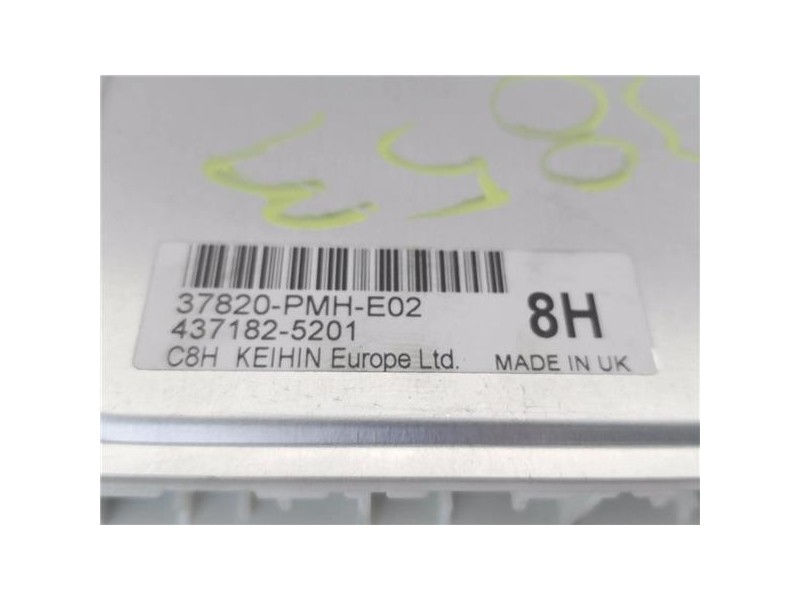 37820-PMH-E02
437182-5201
8H
C8H KEIHIN Europe Ltd. MADE IN UK